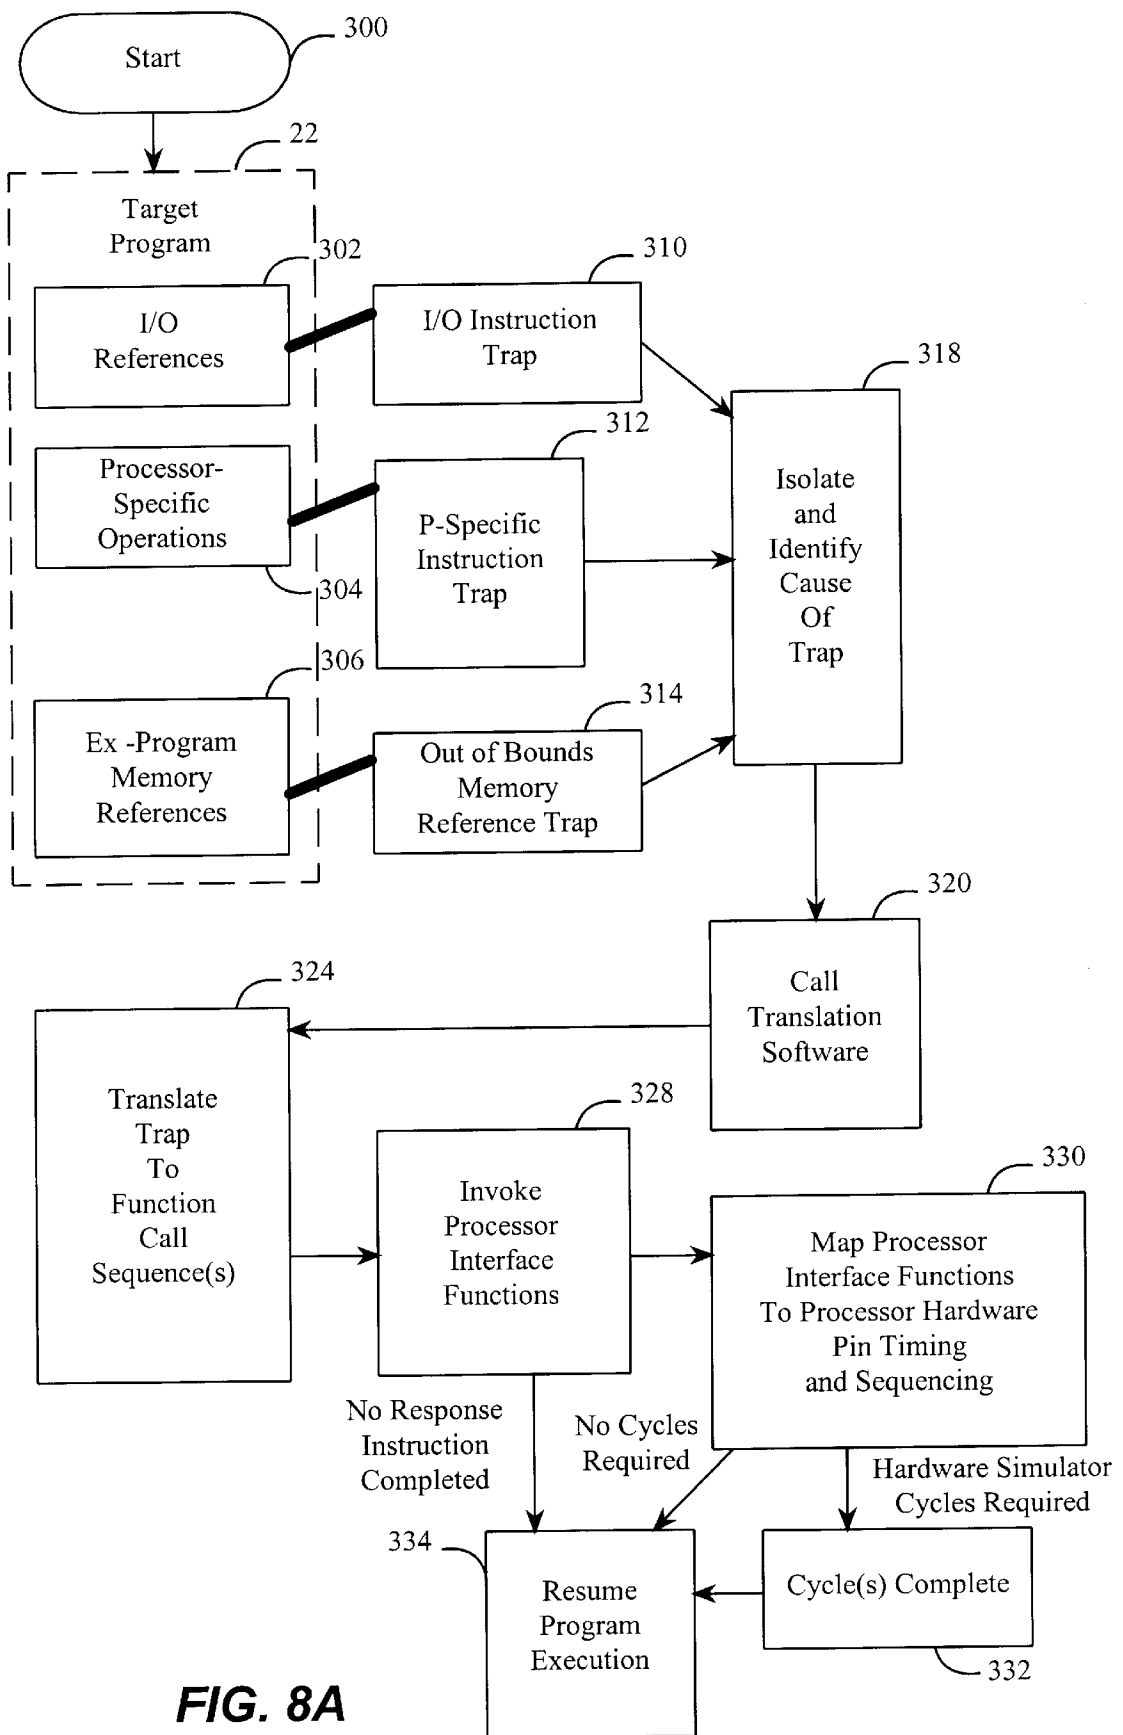 Start
300
22
Target
Program
302
I/O
References
310
I/O Instruction
Trap
318
Isolate
and
Identify
Cause
Of
Trap
Processor-
Specific
Operations
304
312
P-Specific
Instruction
Trap
306
Ex -Program
Memory
References
314
Out of Bounds
Memory
Reference Trap
320
Call
Translation
Software
324
Translate
Trap
To
Function
Call
Sequence(s)
328
Invoke
Processor
Interface
Functions
330
Map Processor
Interface Functions
To Processor Hardware
Pin Timing
and Sequencing
No Response
Instruction
Completed
No Cycles
Required
Hardware Simulator
Cycles Required
334
Resume
Program
Execution
Cycle(s) Complete
332
FIG. 8A